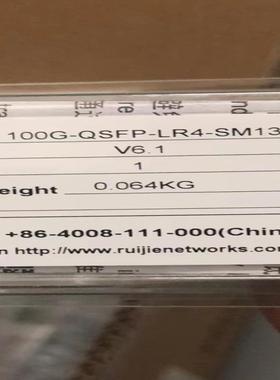 100G-QSFP-LR4-SM13
V6.1
1
eight 0.064KG
+86-4008-111-000(Chin
n http://www.ruijienetworks.com